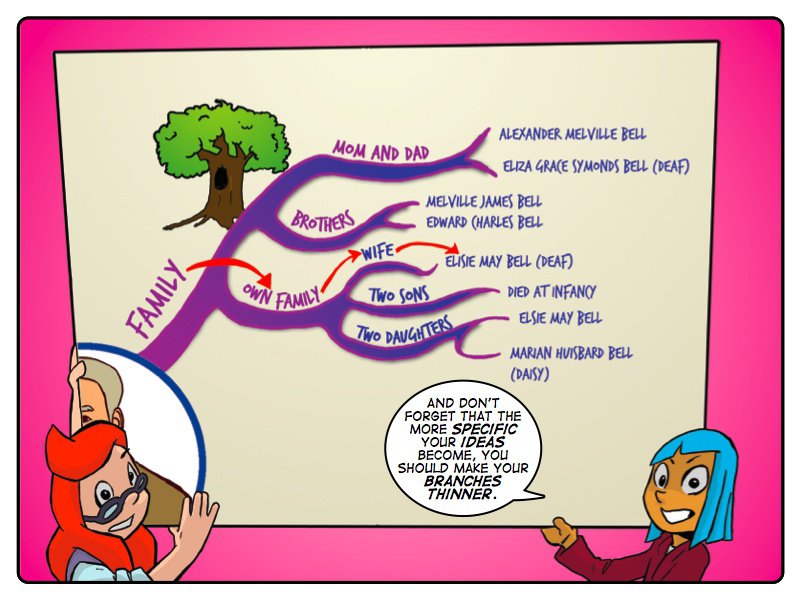 MOM AND DAD
ALEXANDER MELVILLE BELL
ELIZA GRACE SYMONDS BELL (DEAF)
BROTHERS
MELVILLE JAMES BELL
EDWARD CHARLES BELL
FAMILY
OWN FAMILY
WIFE
ELISIE MAY BELL (DEAF)
TWO SONS
DIED AT INFANCY
TWO DAUGHTERS
ELSIE MAY BELL
MARIAN HUISBARD BELL
(DAISY)
AND DON'T
FORGET THAT THE
MORE SPECIFIC
YOUR IDEAS
BECOME, YOU
SHOULD MAKE YOUR
BRANCHES
THINNER.